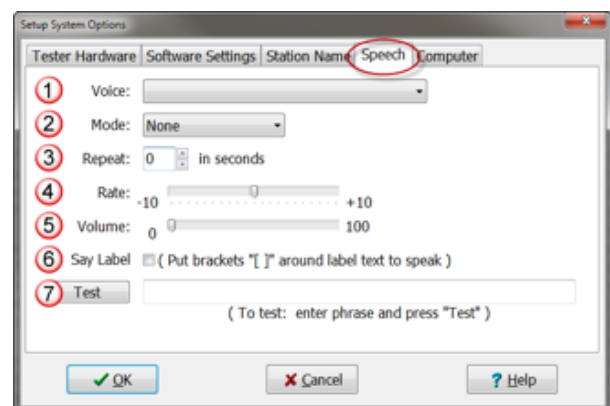 Setup System Options
Tester Hardware Software Settings Station Name Speech Computer
1 Voice:
2 Mode: None
3 Repeat: 0 in seconds
4 Rate: -10 +10
5 Volume: 0 100
6 Say Label ( Put brackets "[ ]" around label text to speak )
7 Test
( To test: enter phrase and press "Test" )
OK Cancel ? Help